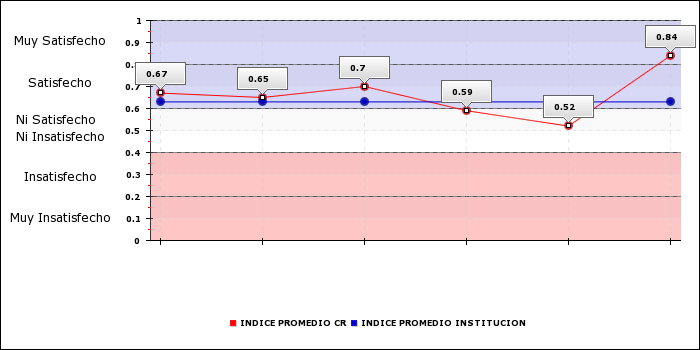 1
Muy Satisfecho
0.9
0.84
0.8
0.67
0.65
0.7
Satisfecho
0.7
0.59
0.52
0.6
Ni Satisfecho
Ni Insatisfecho
0.5
0.4
Insatisfecho
0.3
0.2
Muy Insatisfecho
0.1
0
INDICE PROMEDIO CR INDICE PROMEDIO INSTITUCION